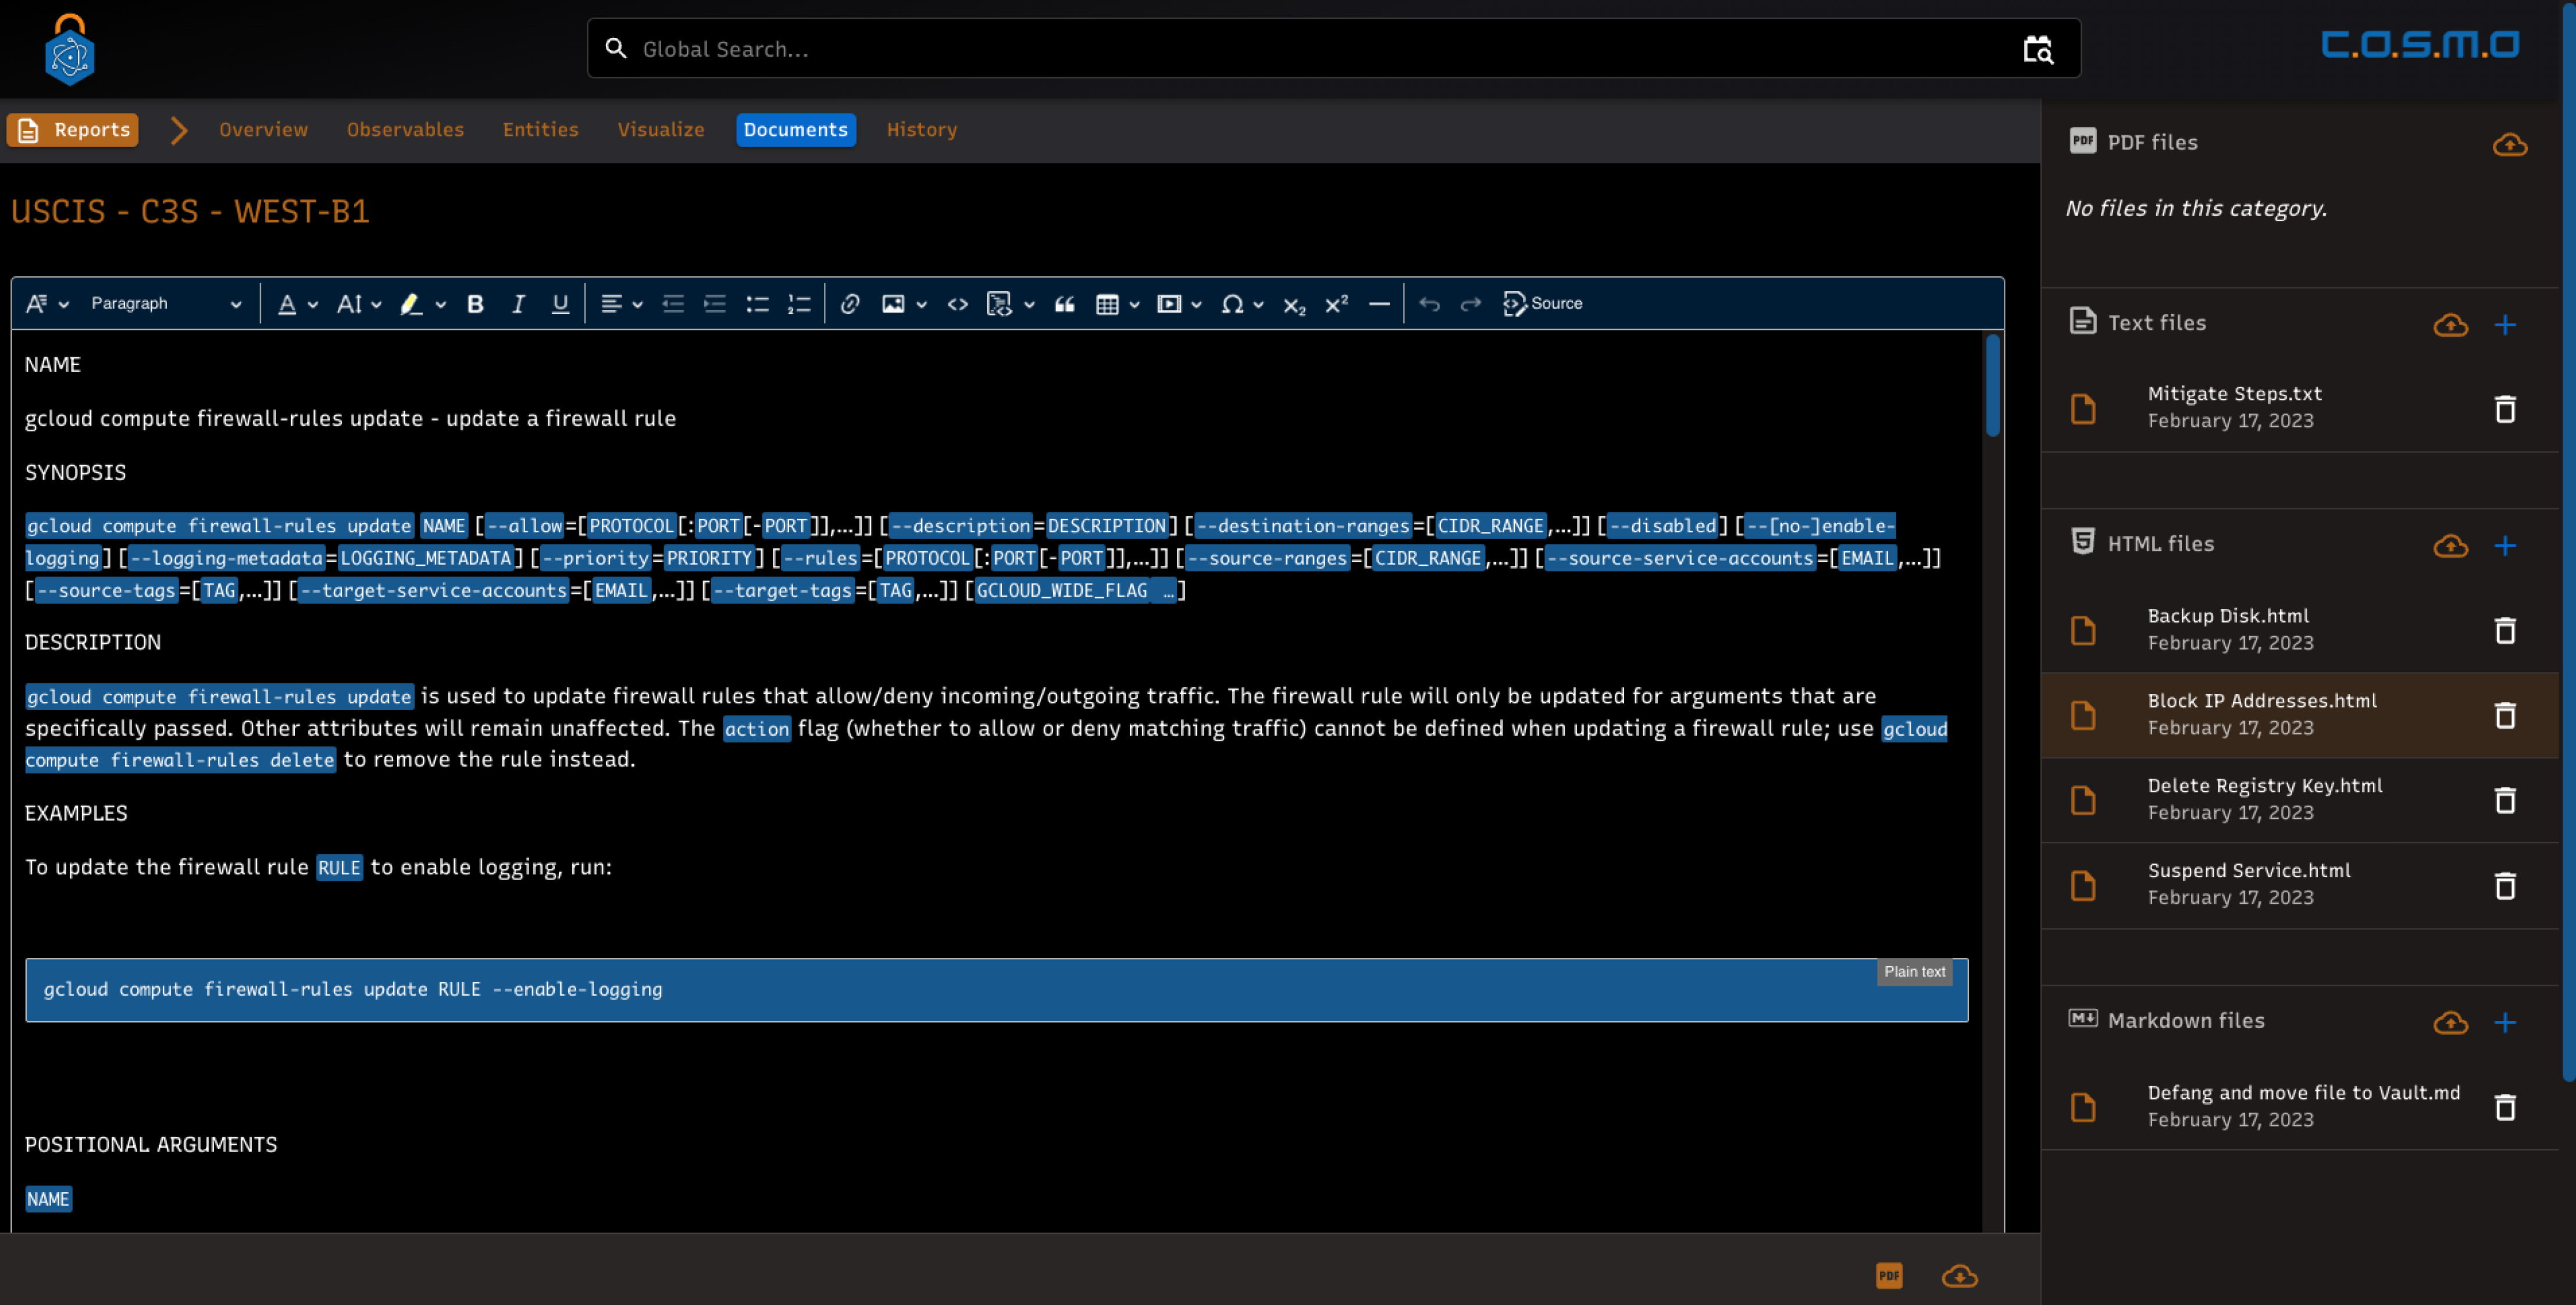 Global Search...
c.o.s.m.o
Reports
Overview
Observables
Entities
Visualize
Documents
History
USCIS - C3S - WEST-B1
Paragraph
Source
NAME
gcloud compute firewall-rules update - update a firewall rule
SYNOPSIS
gcloud compute firewall-rules update NAME [--allow=[PROTOCOL[:PORT[-PORT]],…]] [--description=DESCRIPTION] [--destination-ranges=[CIDR_RANGE,…]] [--disabled] [--[no-]enable-
logging] [--logging-metadata=LOGGING_METADATA] [--priority=PRIORITY] [--rules=[PROTOCOL[:PORT[-PORT]],…]] [--source-ranges=[CIDR_RANGE,…]] [--source-service-accounts=[EMAIL,…]]
[--source-tags=[TAG,…]] [--target-service-accounts=[EMAIL,…]] [--target-tags=[TAG,…]] [GCLOUD_WIDE_FLAG …]
DESCRIPTION
gcloud compute firewall-rules update is used to update firewall rules that allow/deny incoming/outgoing traffic. The firewall rule will only be updated for arguments that are
specifically passed. Other attributes will remain unaffected. The action flag (whether to allow or deny matching traffic) cannot be defined when updating a firewall rule; use gcloud
compute firewall-rules delete to remove the rule instead.
EXAMPLES
To update the firewall rule RULE to enable logging, run:
Plain text
gcloud compute firewall-rules update RULE --enable-logging
POSITIONAL ARGUMENTS
NAME
PDF
PDF
PDF files
No files in this category.
Text files
Mitigate Steps.txt
February 17, 2023
HTML files
Backup Disk.html
February 17, 2023
Block IP Addresses.html
February 17, 2023
Delete Registry Key.html
February 17, 2023
Suspend Service.html
February 17, 2023
Markdown files
Defang and move file to Vault.md
February 17, 2023